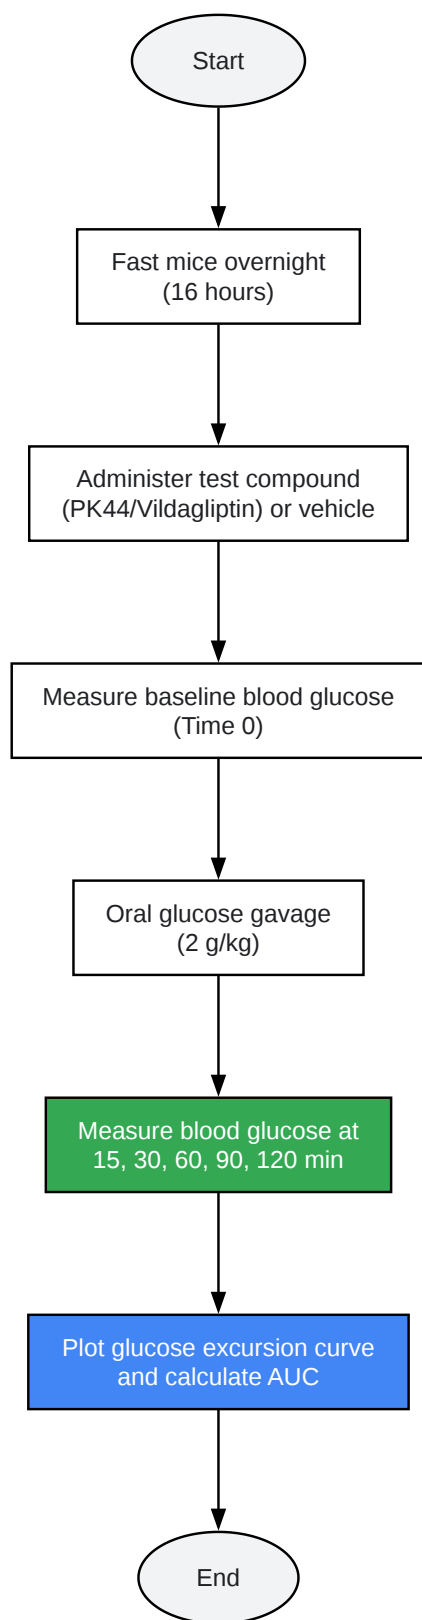 Start
Fast mice overnight
(16 hours)
Administer test compound
(PK44/Vildagliptin) or vehicle
Measure baseline blood glucose
(Time 0)
Oral glucose gavage
(2 g/kg)
Measure blood glucose at
15, 30, 60, 90, 120 min
Plot glucose excursion curve
and calculate AUC
End